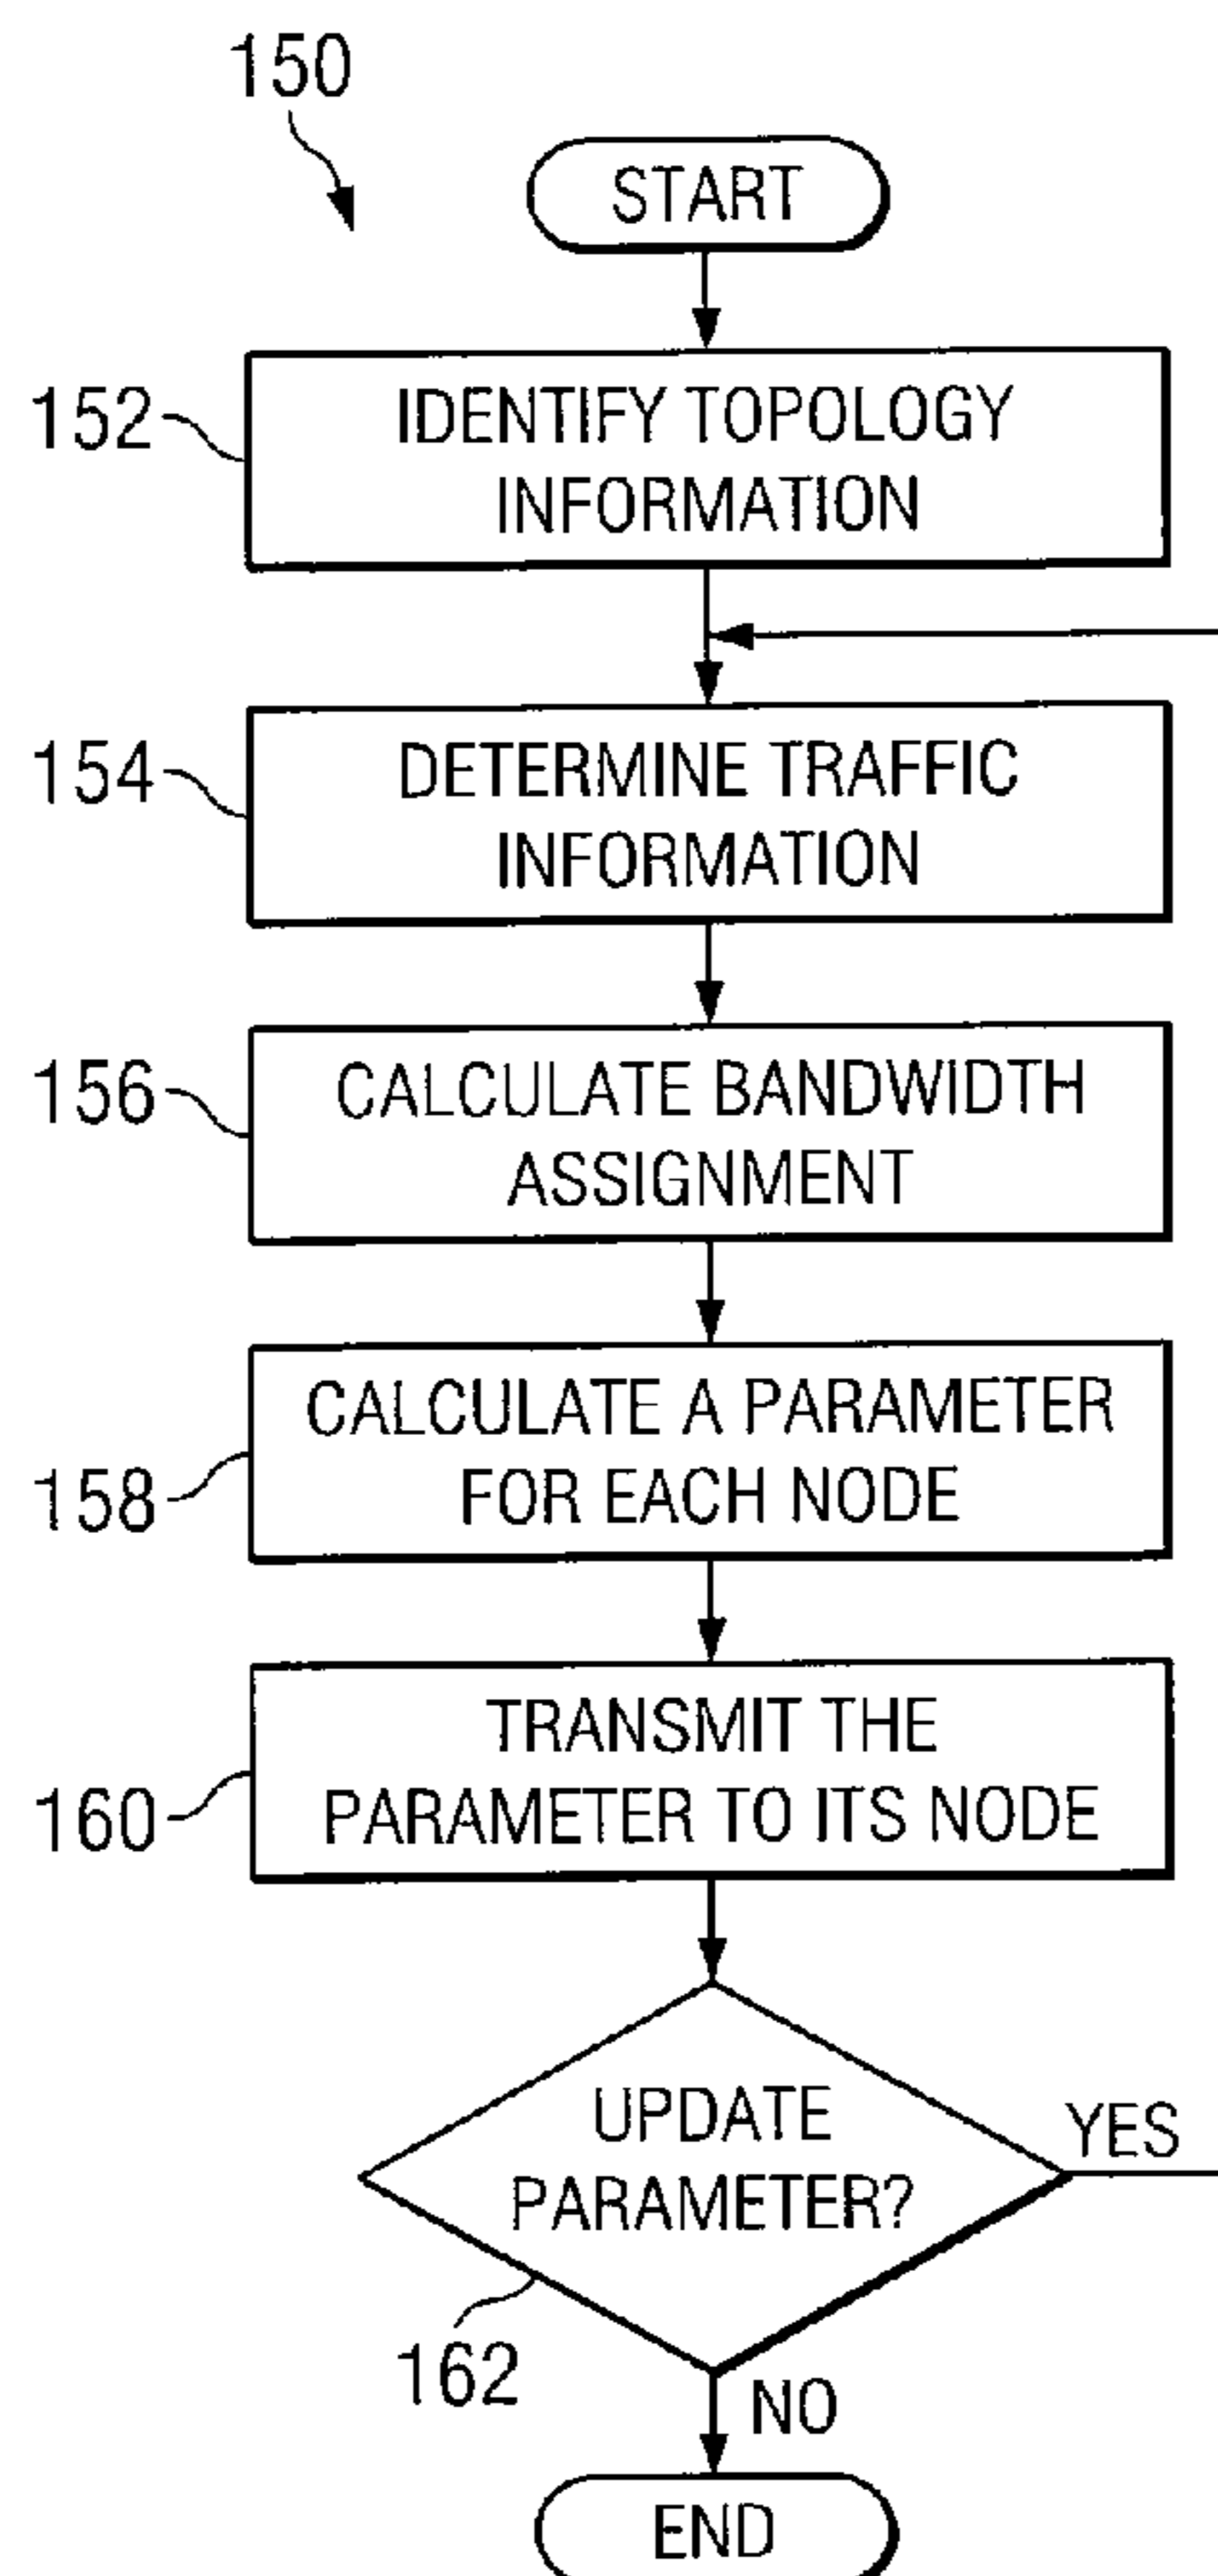 150
START
152
IDENTIFY TOPOLOGY
INFORMATION
154
DETERMINE TRAFFIC
INFORMATION
156
CALCULATE BANDWIDTH
ASSIGNMENT
158
CALCULATE A PARAMETER
FOR EACH NODE
160
TRANSMIT THE
PARAMETER TO ITS NODE
UPDATE
PARAMETER?
YES
162
NO
END